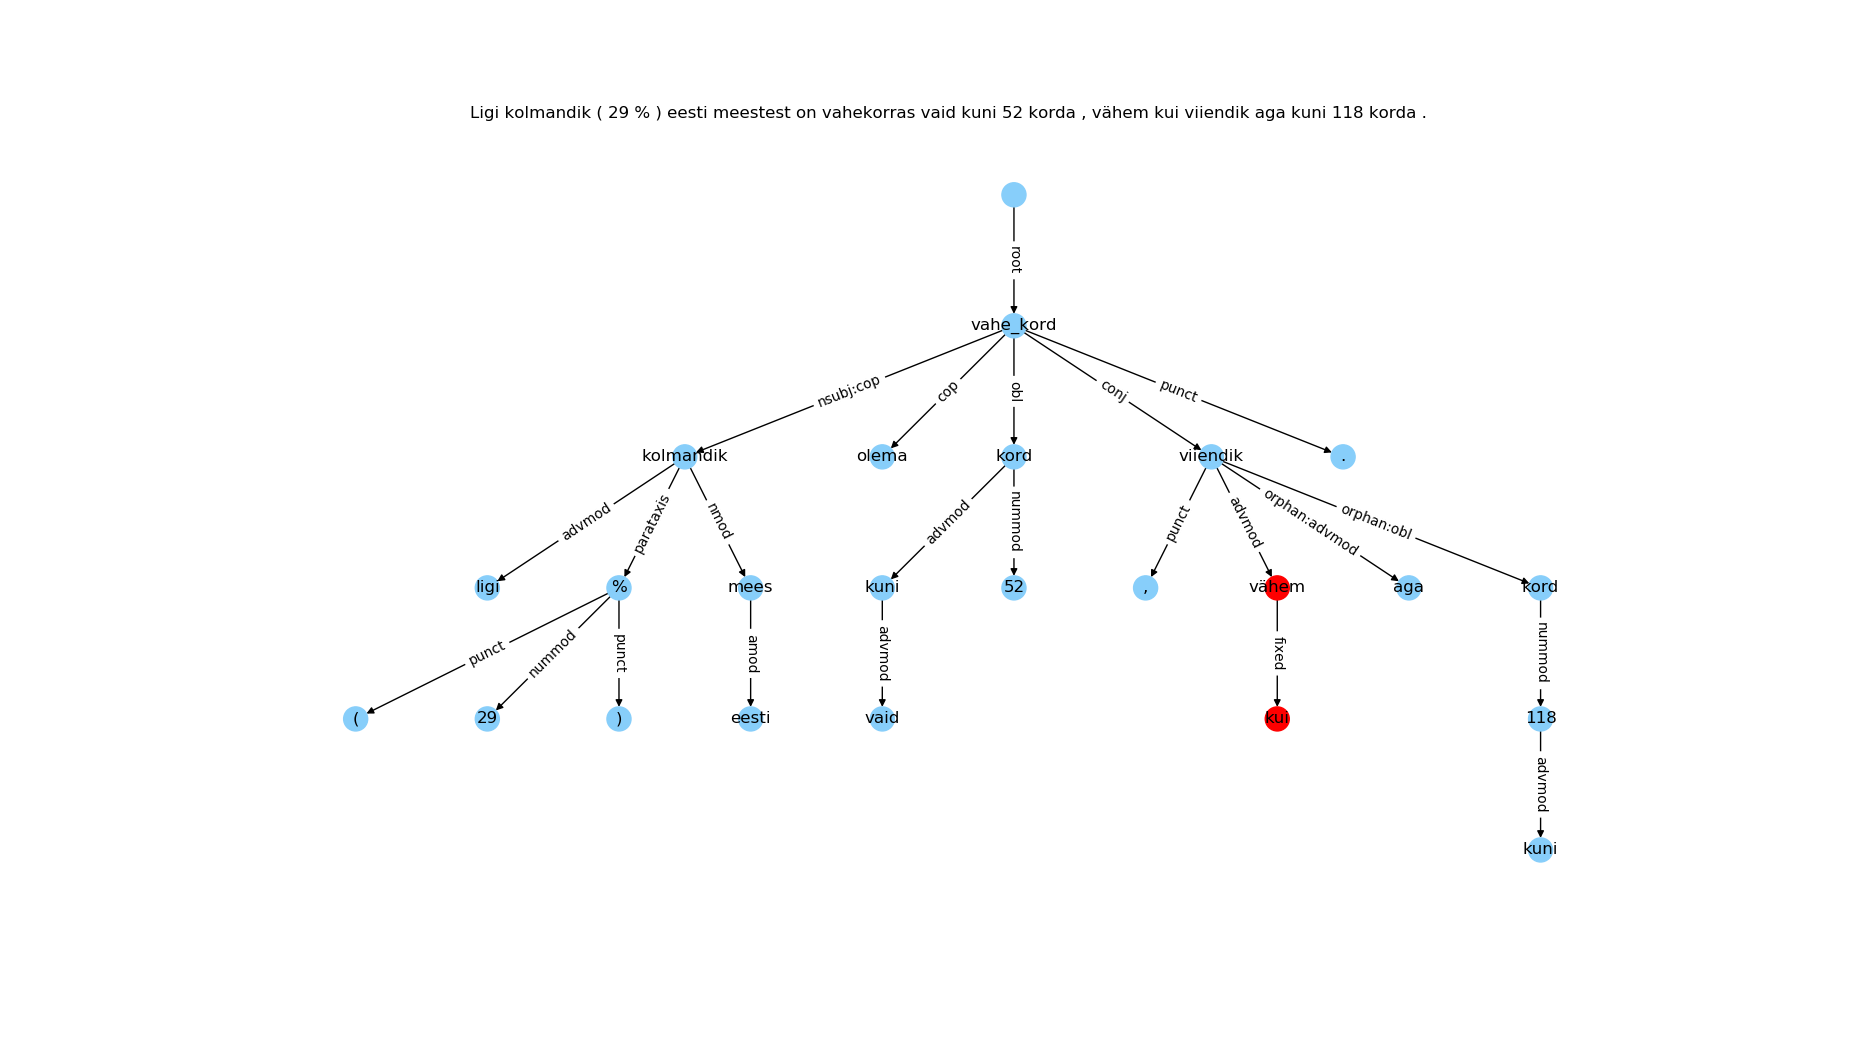 Ligi kolmandik ( 29 % ) eesti meestest on vahekorras vaid kuni 52 korda , vähem kui viiendik aga kuni 118 korda .
root
vahe_kord
nsubj:cop cop obl conj punct
kolmandik olema kord viiendik .
advmod parataxis nmod advmod nummod punct advmod orphan:advmod orphan:obl
ligi % mees kuni 52 , vähem aga kord
punct nummod punct amod advmod fixed nummod
( 29 ) eesti vaid kui 118
advmod
kuni